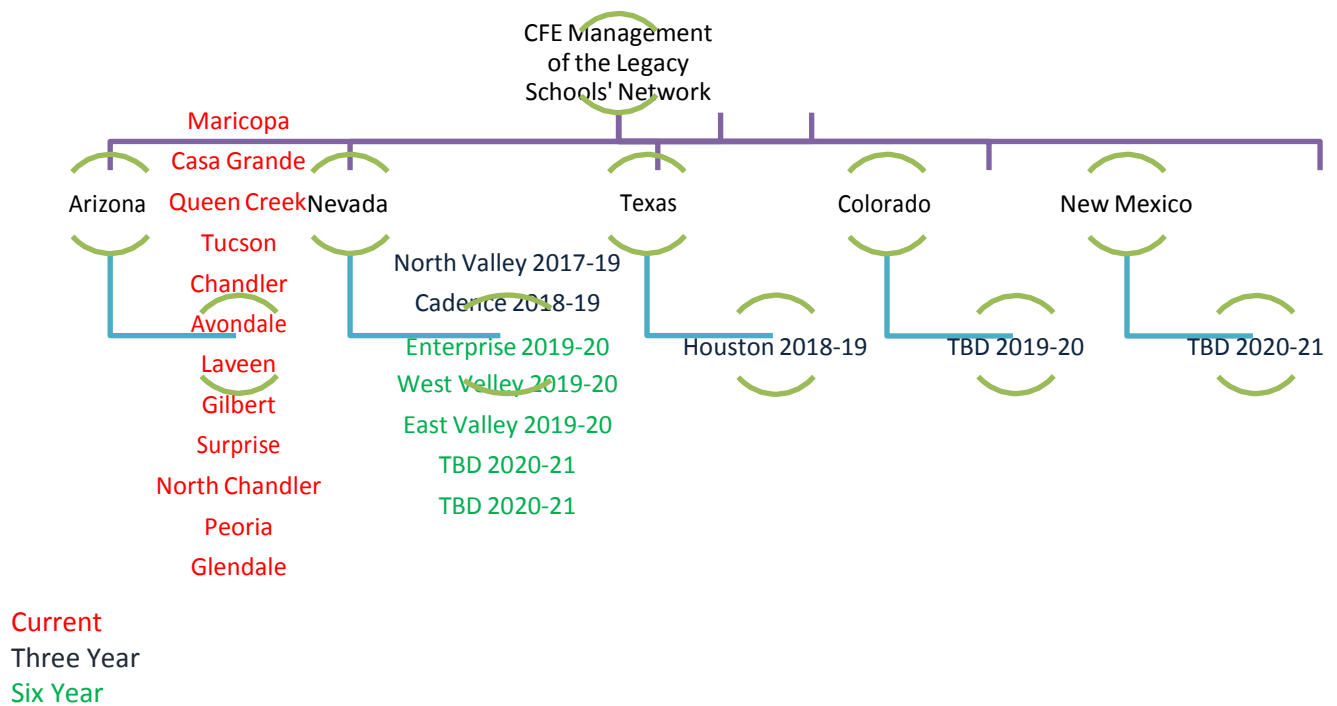 CFE Management
of the Legacy
Schools' Network
Arizona
Maricopa
Casa Grande
Queen Creek
Tucson
Chandler
Avondale
Laveen
Gilbert
Surprise
North Chandler
Peoria
Glendale
Nevada
North Valley 2017-19
Cadence 2018-19
Enterprise 2019-20
West Velley 2019-20
East Valley 2019-20
TBD 2020-21
TBD 2020-21
Texas
Houston 2018-19
Colorado
TBD 2019-20
New Mexico
TBD 2020-21
Current
Three Year
Six Year